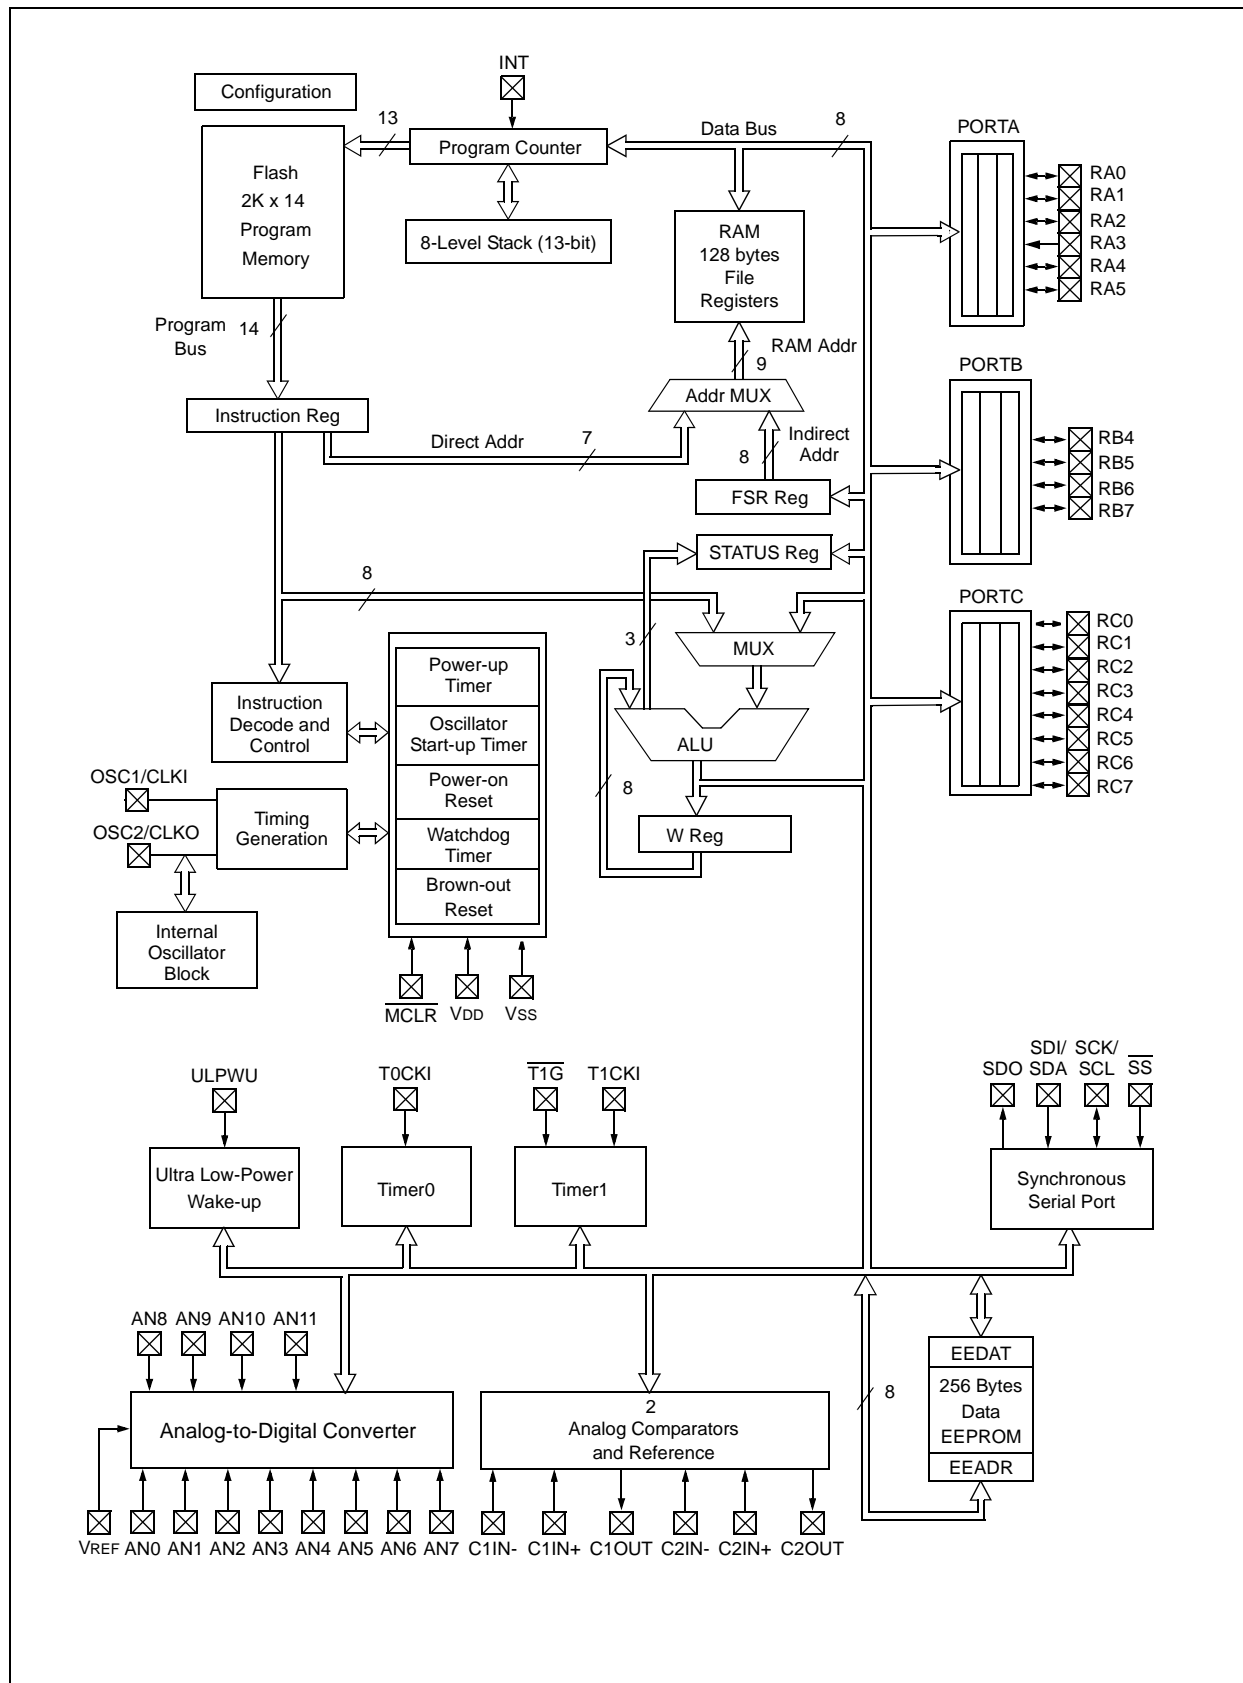 INT
Configuration
13
Data Bus
8
PORTA
Program Counter
Flash
2K x 14
Program
Memory
8-Level Stack (13-bit)
RAM
128 bytes
File
Registers
RA0
RA1
RA2
RA3
RA4
RA5
Program
Bus
14
RAM Addr
9
PORTB
Addr MUX
Instruction Reg
Direct Addr
7
Indirect
Addr
8
FSR Reg
RB4
RB5
RB6
RB7
STATUS Reg
8
PORTC
3
MUX
RC0
RC1
RC2
RC3
RC4
RC5
RC6
RC7
Power-up
Timer
Instruction
Decode and
Control
Oscillator
Start-up Timer
ALU
OSC1/CLKI
Power-on
Reset
8
Timing
Generation
OSC2/CLKO
Watchdog
Timer
W Reg
Brown-out
Reset
Internal
Oscillator
Block
MCLR
VDD
VSS
ULPWU
T0CKI
T1G
T1CKI
SDO
SDI/
SDA
SCK/
SCL
SS
Ultra Low-Power
Wake-up
Timer0
Timer1
Synchronous
Serial Port
AN8
AN9
AN10
AN11
EEDAT
256 Bytes
Data
EEPROM
EEADR
8
Analog-to-Digital Converter
2
Analog Comparators
and Reference
VREF
AN0
AN1
AN2
AN3
AN4
AN5
AN6
AN7
C1IN-
C1IN+
C1OUT
C2IN-
C2IN+
C2OUT